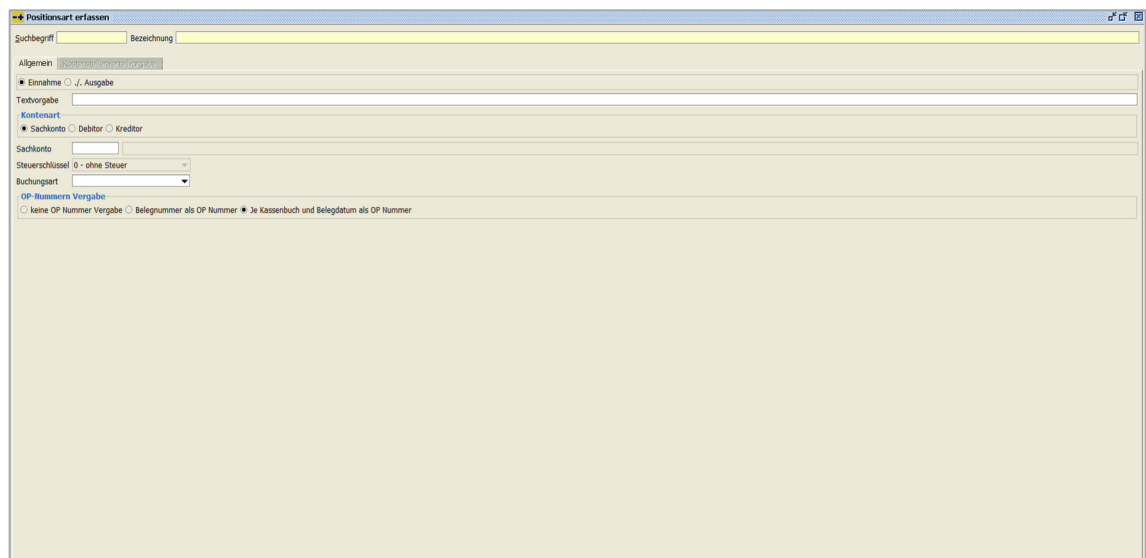 Positionsart erfassen
Suchbegriff Bezeichnung
Allgemein Kostenstellenverteilvorgabe
Einnahme ./. Ausgabe
Textvorgabe
Kontenart
Sachkonto Debitor Kreditor
Sachkonto
Steuerschlüssel 0 - ohne Steuer
Buchungsart
OP-Nummern Vergabe
keine OP Nummer Vergabe Belegnummer als OP Nummer Je Kassenbuch und Belegdatum als OP Nummer